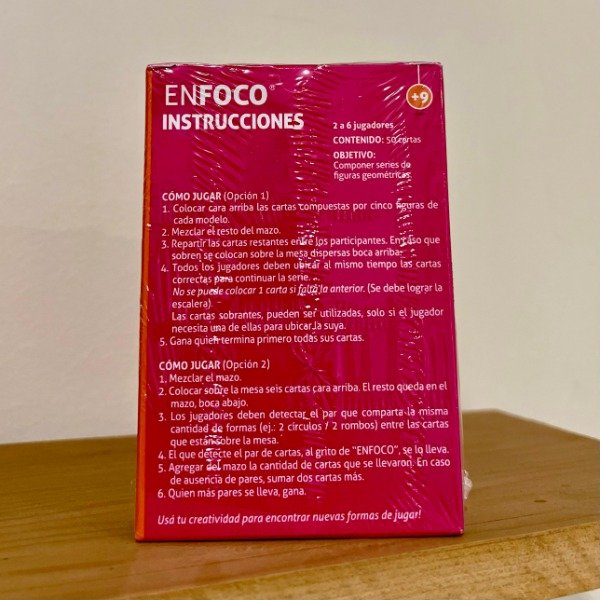 ENFOCO®
INSTRUCCIONES
+9
2 a 6 jugadores
CONTENIDO: 50 cartas
OBJETIVO:
Componer series de
figuras geométricas.
CÓMO JUGAR (Opción 1)
1. Colocar cara arriba las cartas compuestas por cinco figuras de
cada modelo.
2. Mezclar el resto del mazo.
3. Repartir las cartas restantes entre los participantes. En caso que
sobren se colocan sobre la mesa dispersas boca arriba.
4. Todos los jugadores deben ubicar al mismo tiempo las cartas
correctas para continuar la serie.
No se puede colocar 1 carta si falta la anterior. (Se debe lograr la
escalera).
Las cartas sobrantes, pueden ser utilizadas, solo si el jugador
necesita una de ellas para ubicar la suya.
5. Gana quien termina primero todas sus cartas.
CÓMO JUGAR (Opción 2)
1. Mezclar el mazo.
2. Colocar sobre la mesa seis cartas cara arriba. El resto queda en el
mazo, boca abajo.
3. Los jugadores deben detectar el par que comparta la misma
cantidad de formas (ej.: 2 círculos / 2 rombos) entre las cartas
que están sobre la mesa.
4. El que detecte el par de cartas, al grito de "ENFOCO", se lo lleva.
5. Agregar del mazo la cantidad de cartas que se llevaron. En caso
de ausencia de pares, sumar dos cartas más.
6. Quien más pares se lleva, gana.
Usá tu creatividad para encontrar nuevas formas de jugar!